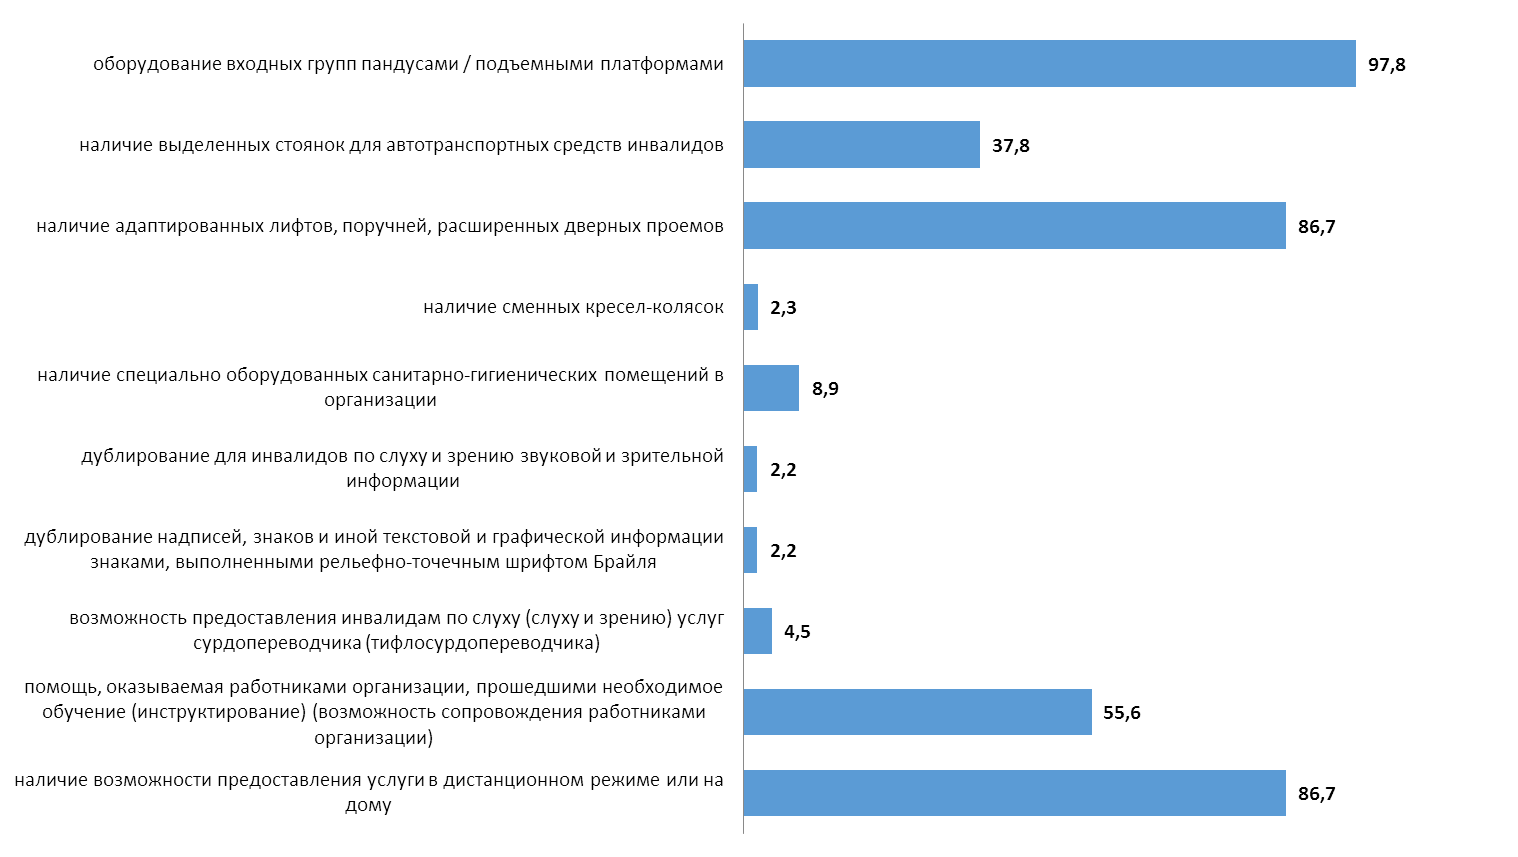 оборудование входных групп пандусами / подъемными платформами
97,8
наличие выделенных стоянок для автотранспортных средств инвалидов
37,8
наличие адаптированных лифтов, поручней, расширенных дверных проемов
86,7
наличие сменных кресел-колясок
2,3
наличие специально оборудованных санитарно-гигиенических помещений в
организации
8,9
дублирование для инвалидов по слуху и зрению звуковой и зрительной
информации
2,2
дублирование надписей, знаков и иной текстовой и графической информации
знаками, выполненными рельефно-точечным шрифтом Брайля
2,2
возможность предоставления инвалидам по слуху (слуху и зрению) услуг
сурдопереводчика (тифлосурдопереводчика)
4,5
помощь, оказываемая работниками организации, прошедшими необходимое
обучение (инструктирование) (возможность сопровождения работниками
организации)
55,6
наличие возможности предоставления услуги в дистанционном режиме или на
дому
86,7